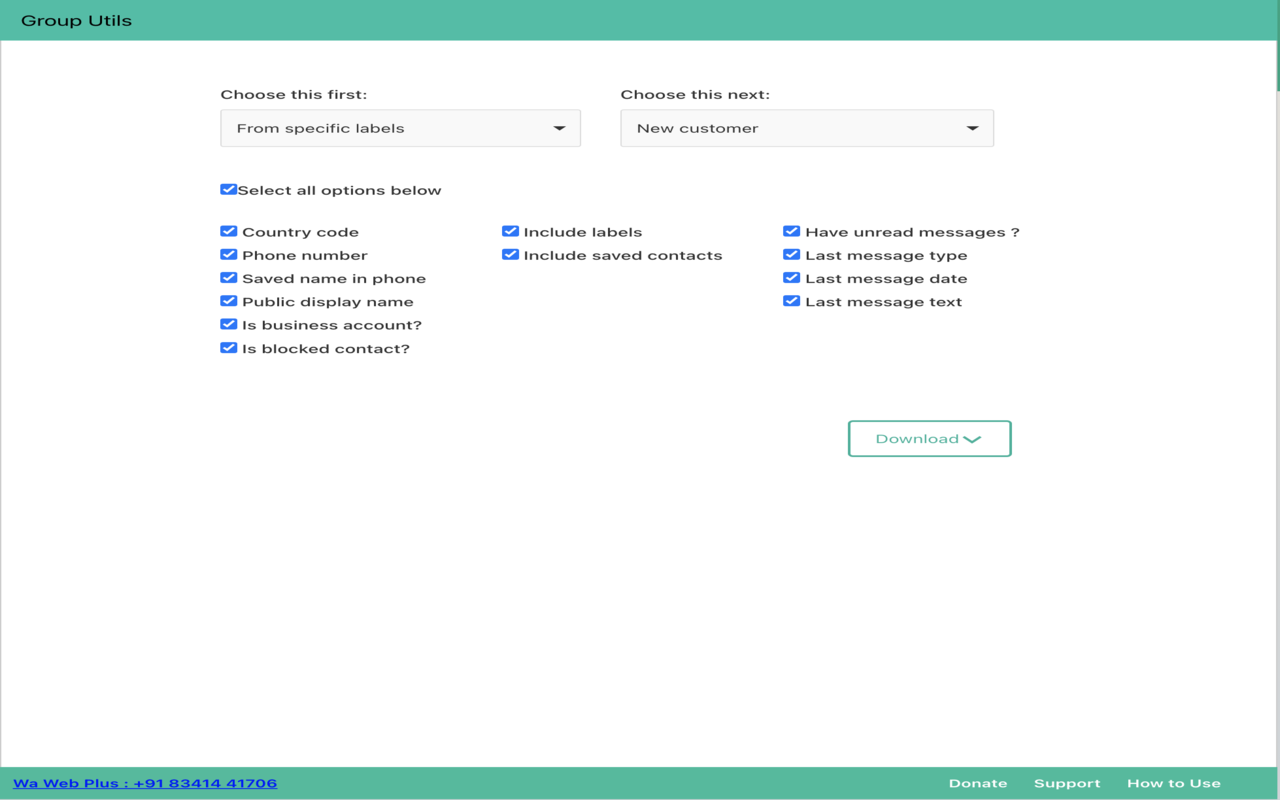 Group Utils
Choose this first:
Choose this next:
From specific labels
New customer
Select all options below
Country code
Phone number
Saved name in phone
Public display name
Is business account?
Is blocked contact?
Include labels
Include saved contacts
Have unread messages ?
Last message type
Last message date
Last message text
Download
Wa Web Plus : +91 83414 41706
Donate
Support
How to Use